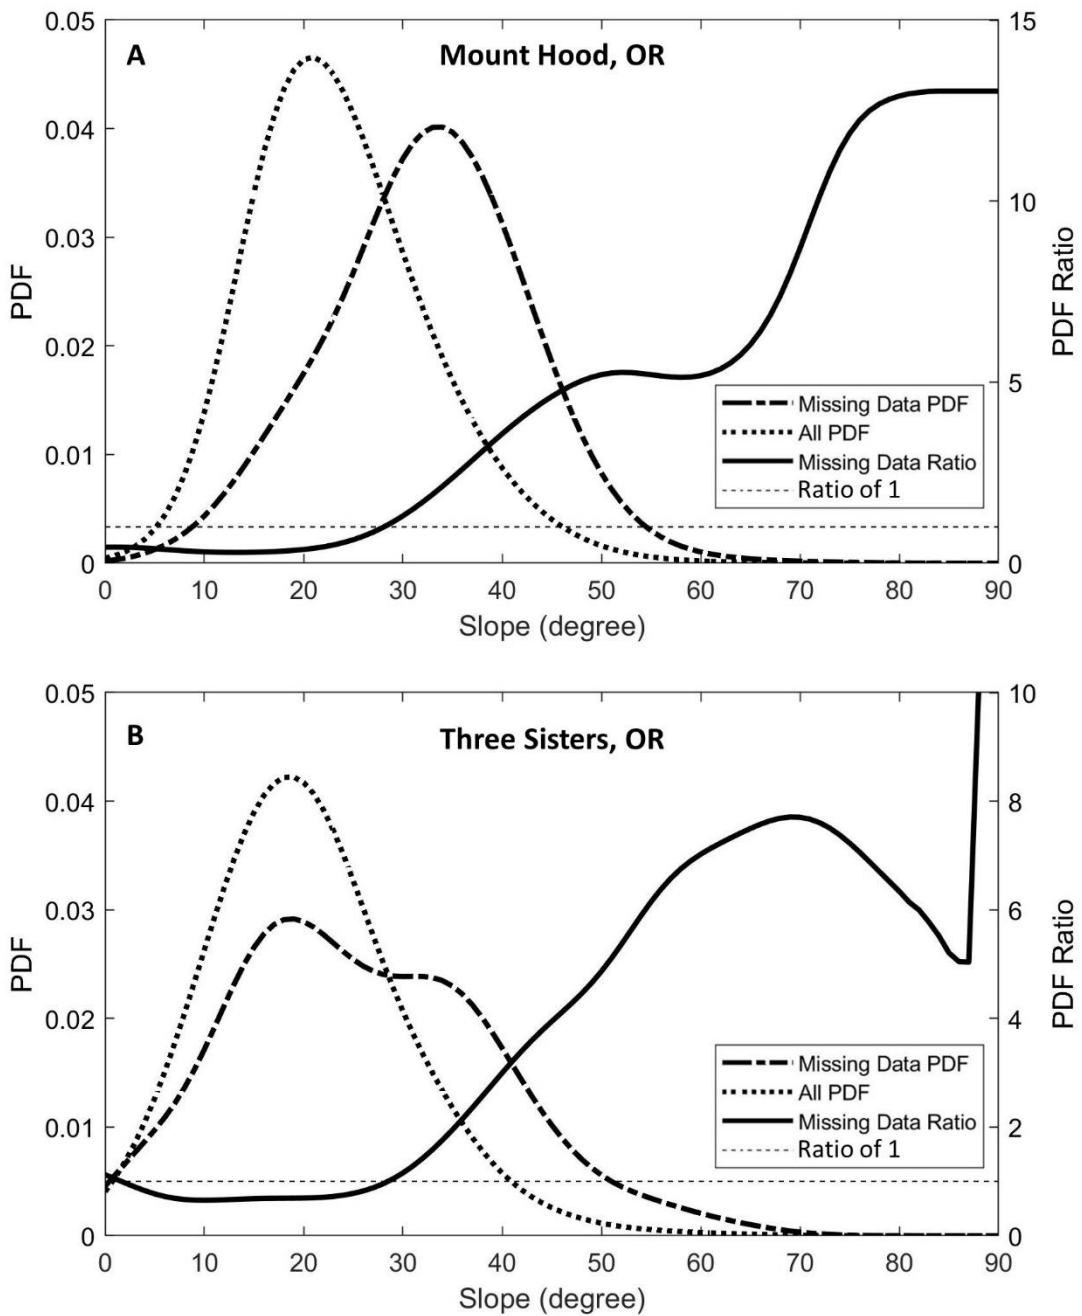 A
Mount Hood, OR
0.05
0.04
0.03
0.02
0.01
0
PDF
15
10
5
0
PDF Ratio
Missing Data PDF
All PDF
Missing Data Ratio
Ratio of 1
0 10 20 30 40 50 60 70 80 90
Slope (degree)
B
Three Sisters, OR
0.05
0.04
0.03
0.02
0.01
0
PDF
10
8
6
4
2
0
PDF Ratio
Missing Data PDF
All PDF
Missing Data Ratio
Ratio of 1
0 10 20 30 40 50 60 70 80 90
Slope (degree)